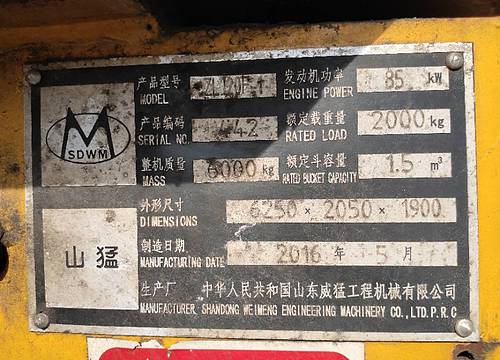 产品型号
MODEL
发动机功率 85 kW
ENGINE POWER
M
SDWM
产品编码
SERIAL NO.
额定载重量 2000 kg
RATED LOAD
整机质量 6000 kg
MASS
额定斗容量 1.5 m³
RATED BUCKET CAPACITY
外形尺寸 6250 × 2050 × 1900
DIMENSIONS
山猛
制造日期 2016 年 5 月
MANUFACTURING DATE
生产厂 中华人民共和国山东威猛工程机械有限公司
MANUFACTURER SHANDONG WEIMENG ENGINEERING MACHINERY CO., LTD. P.R.C